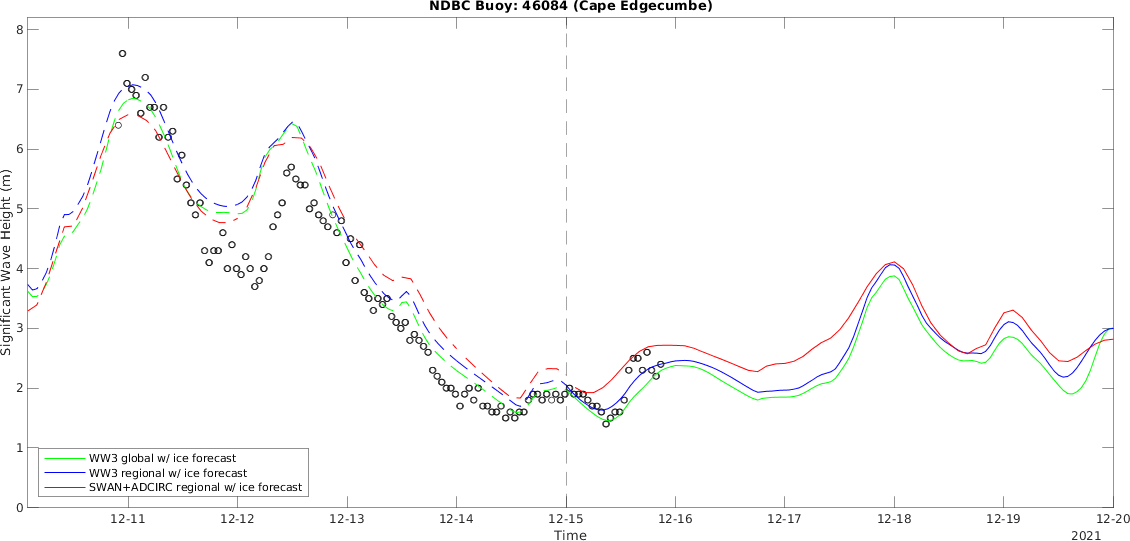 NDBC Buoy: 46084 (Cape Edgecumbe)
8
7
6
5
4
3
2
1
0
Significant Wave Height (m)
WW3 global w/ ice forecast
WW3 regional w/ ice forecast
SWAN+ADCIRC regional w/ ice forecast
12-11 12-12 12-13 12-14 12-15 12-16 12-17 12-18 12-19 12-20
Time
2021